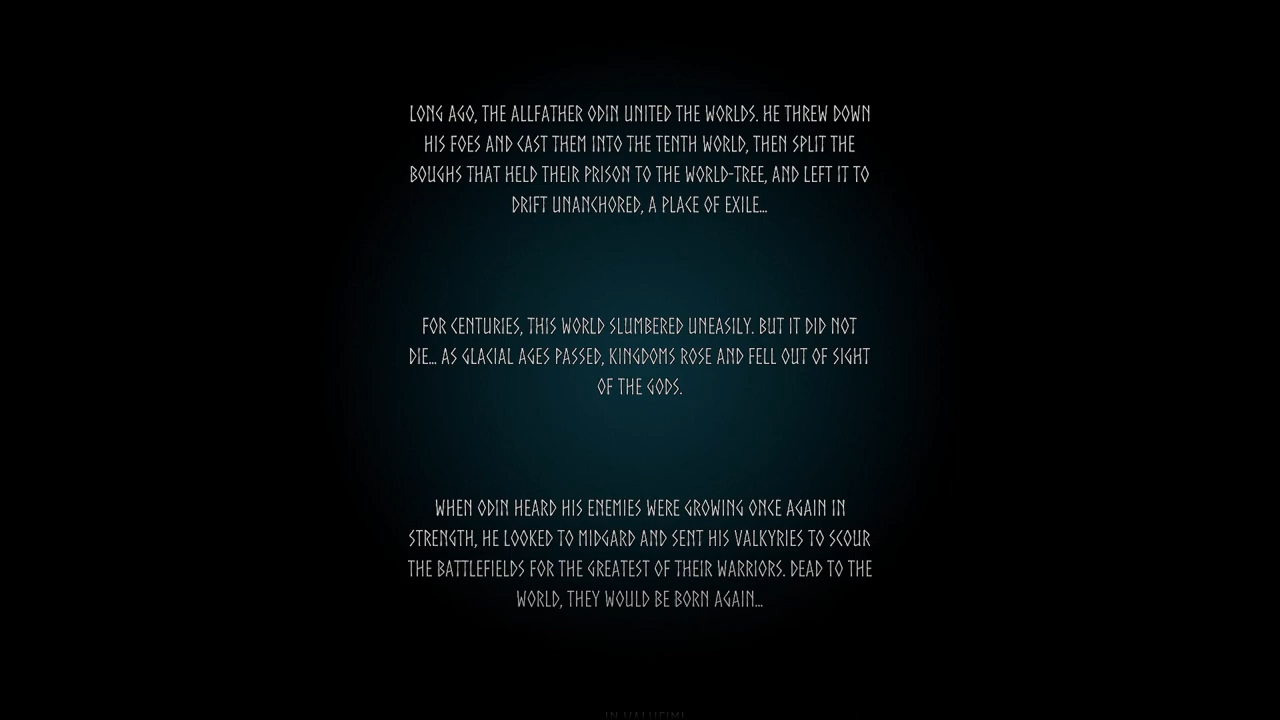 LONG AGO, THE ALLFATHER ODIN UNITED THE WORLDS. HE THREW DOWN
HIS FOES AND CAST THEM INTO THE TENTH WORLD, THEN SPLIT THE
BOUGHS THAT HELD THEIR PRISON TO THE WORLD-TREE, AND LEFT IT TO
DRIFT UNANCHORED, A PLACE OF EXILE...
FOR CENTURIES, THIS WORLD SLUMBERED UNEASILY. BUT IT DID NOT
DIE... AS GLACIAL AGES PASSED, KINGDOMS ROSE AND FELL OUT OF SIGHT
OF THE GODS.
WHEN ODIN HEARD HIS ENEMIES WERE GROWING ONCE AGAIN IN
STRENGTH, HE LOOKED TO MIDGARD AND SENT HIS VALKYRIES TO SCOUR
THE BATTLEFIELDS FOR THE GREATEST OF THEIR WARRIORS. DEAD TO THE
WORLD, THEY WOULD BE BORN AGAIN...